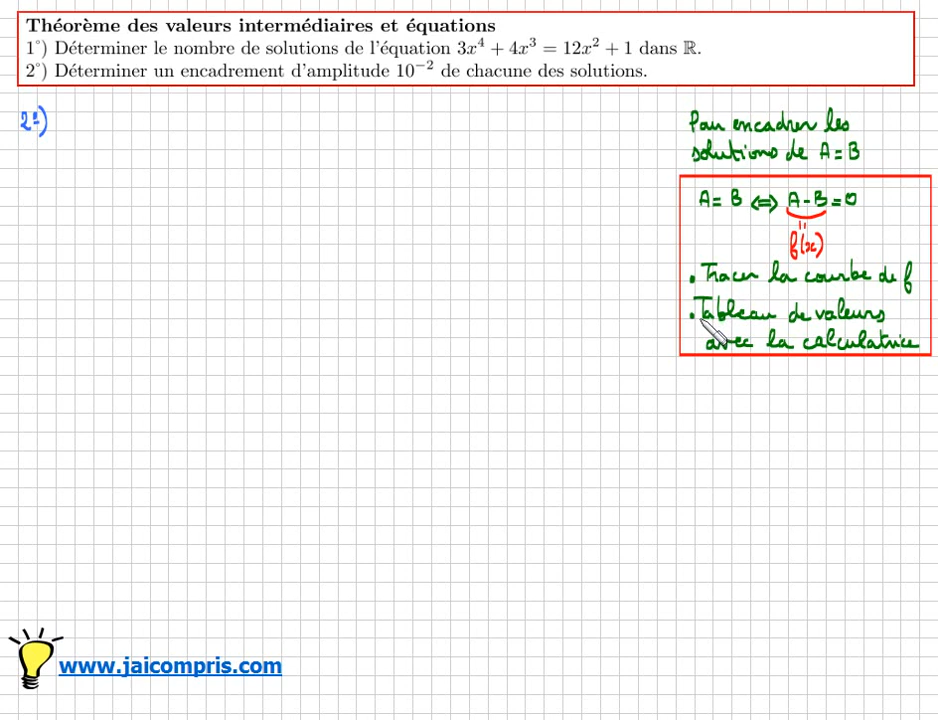 Théorème des valeurs intermédiaires et équations
1°) Déterminer le nombre de solutions de l'équation 3x⁴ + 4x³ = 12x² + 1 dans ℝ.
2°) Déterminer un encadrement d'amplitude 10⁻² de chacune des solutions.
2°)
Pour encadrer les
solutions de A = B
A = B ⇔ A - B = 0
=
f(x)
. Tracer la courbe de f
. Tableau de valeurs
avec la calculatrice
www.jaicompris.com